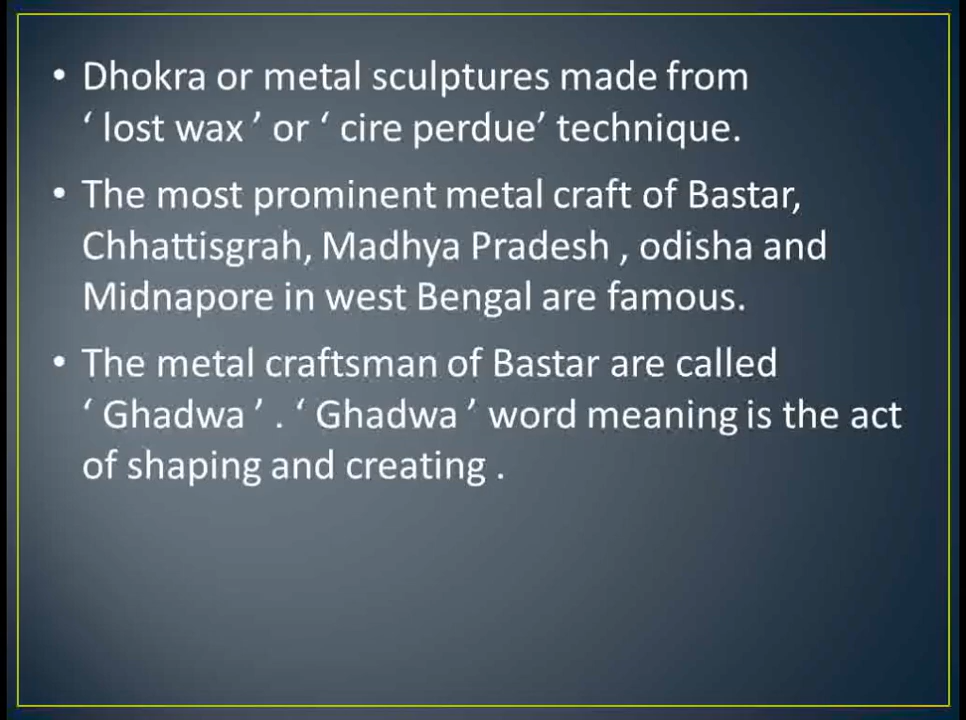 • Dhokra or metal sculptures made from
‘ lost wax ’ or ‘ cire perdue’ technique.
• The most prominent metal craft of Bastar,
Chhattisgrah, Madhya Pradesh , odisha and
Midnapore in west Bengal are famous.
• The metal craftsman of Bastar are called
‘ Ghadwa ’ . ‘ Ghadwa ’ word meaning is the act
of shaping and creating .